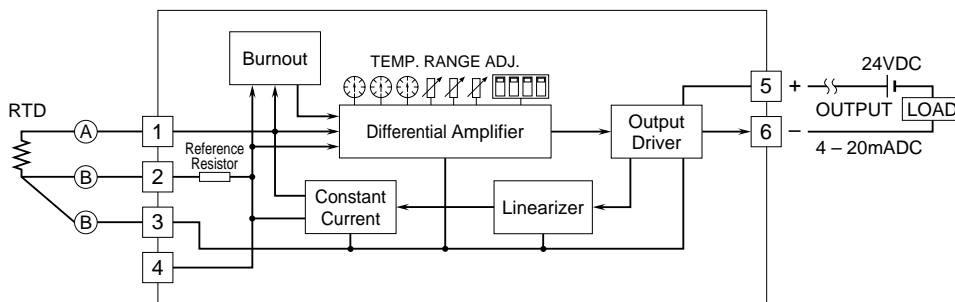 Burnout
TEMP. RANGE ADJ.
24VDC
RTD
A
1
Differential Amplifier
Output
Driver
5
+
OUTPUT
LOAD
6
–
4 – 20mADC
Reference
Resistor
B
2
Constant
Current
Linearizer
B
3
4